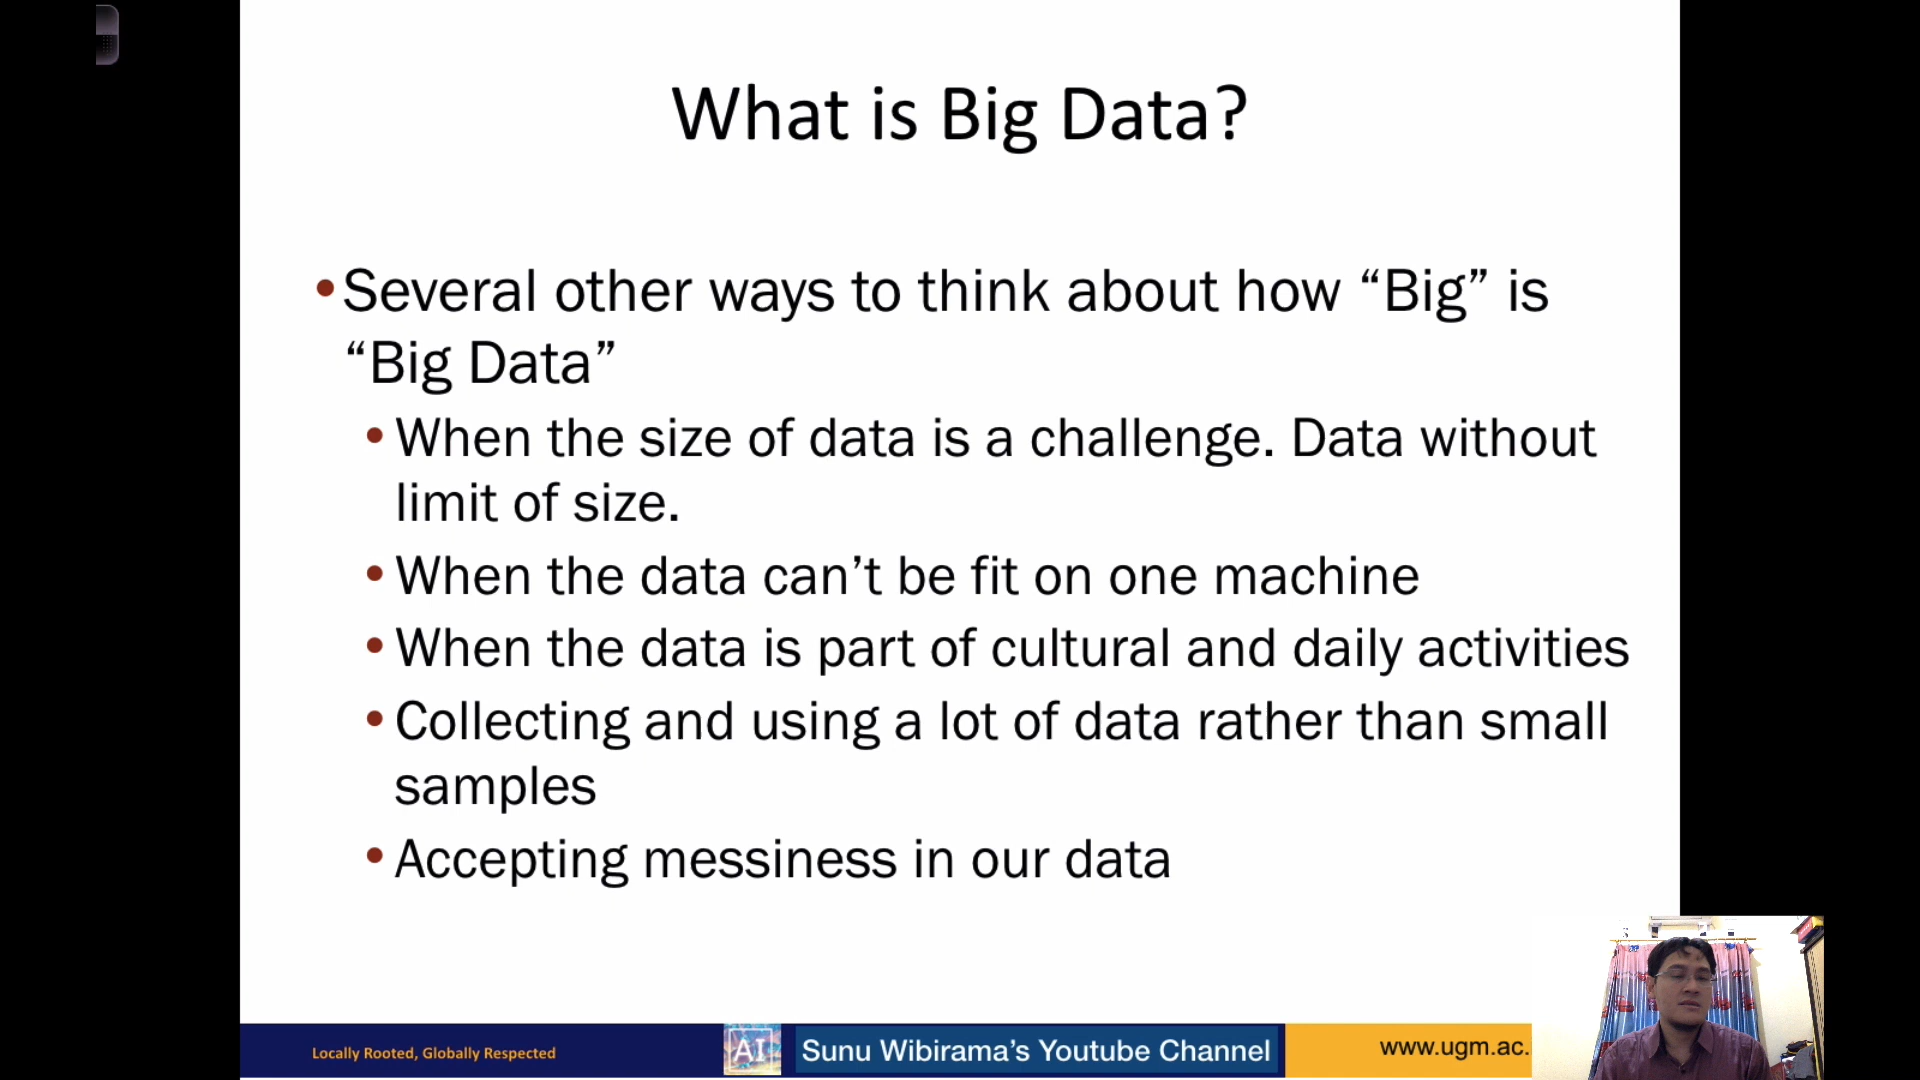 What is Big Data?
•Several other ways to think about how “Big” is
“Big Data”
•When the size of data is a challenge. Data without
limit of size.
•When the data can’t be fit on one machine
•When the data is part of cultural and daily activities
•Collecting and using a lot of data rather than small
samples
•Accepting messiness in our data
Locally Rooted, Globally Respected
AI
Sunu Wibirama’s Youtube Channel
www.ugm.ac.